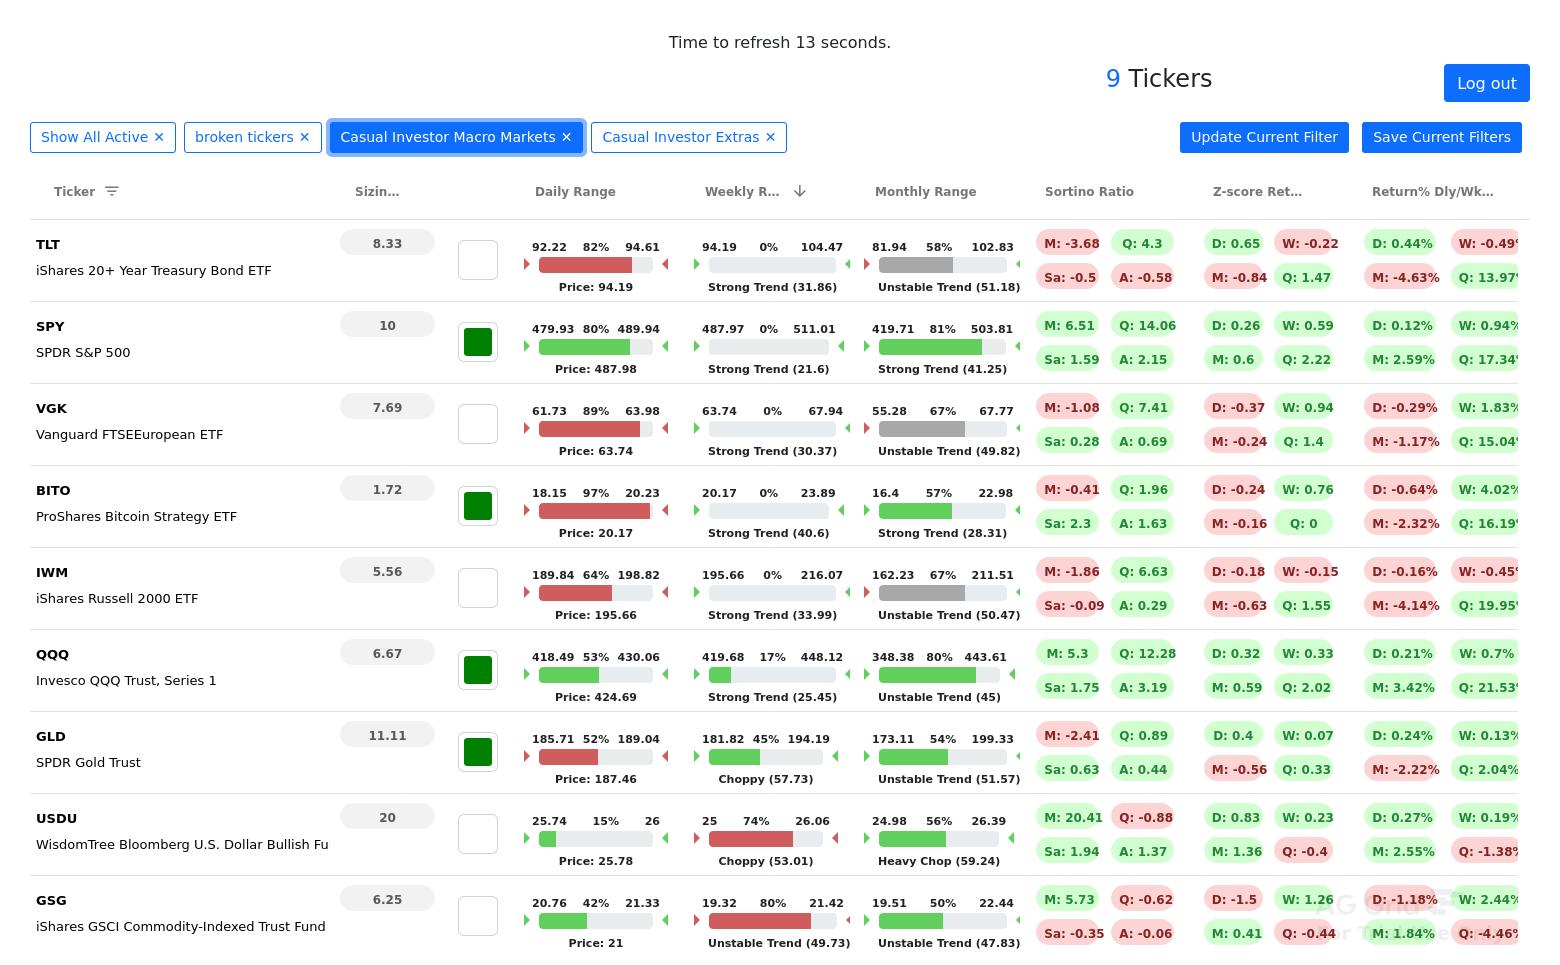 Time to refresh 13 seconds.
9 Tickers
Log out
Show All Active ✕ broken tickers ✕ Casual Investor Macro Markets ✕ Casual Investor Extras ✕ Update Current Filter Save Current Filters
Ticker Sizin... Daily Range Weekly R... Monthly Range Sortino Ratio Z-score Ret... Return% Dly/Wk...
TLT 8.33 92.22 82% 94.61 94.19 0% 104.47 81.94 58% 102.83 M: -3.68 Q: 4.3 D: 0.65 W: -0.22 D: 0.44% W: -0.49%
iShares 20+ Year Treasury Bond ETF Sa: -0.5 A: -0.58 M: -0.84 Q: 1.47 M: -4.63% Q: 13.97%
Price: 94.19 Strong Trend (31.86) Unstable Trend (51.18)
SPY 10 479.93 80% 489.94 487.97 0% 511.01 419.71 81% 503.81 M: 6.51 Q: 14.06 D: 0.26 W: 0.59 D: 0.12% W: 0.94%
SPDR S&P 500 Sa: 1.59 A: 2.15 M: 0.6 Q: 2.22 M: 2.59% Q: 17.34%
Price: 487.98 Strong Trend (21.6) Strong Trend (41.25)
VGK 7.69 61.73 89% 63.98 63.74 0% 67.94 55.28 67% 67.77 M: -1.08 Q: 7.41 D: -0.37 W: 0.94 D: -0.29% W: 1.83%
Vanguard FTSEEuropean ETF Sa: 0.28 A: 0.69 M: -0.24 Q: 1.4 M: -1.17% Q: 15.04%
Price: 63.74 Strong Trend (30.37) Unstable Trend (49.82)
BITO 1.72 18.15 97% 20.23 20.17 0% 23.89 16.4 57% 22.98 M: -0.41 Q: 1.96 D: -0.24 W: 0.76 D: -0.64% W: 4.02%
ProShares Bitcoin Strategy ETF Sa: 2.3 A: 1.63 M: -0.16 Q: 0 M: -2.32% Q: 16.19%
Price: 20.17 Strong Trend (40.6) Strong Trend (28.31)
IWM 5.56 189.84 64% 198.82 195.66 0% 216.07 162.23 67% 211.51 M: -1.86 Q: 6.63 D: -0.18 W: -0.15 D: -0.16% W: -0.45%
iShares Russell 2000 ETF Sa: -0.09 A: 0.29 M: -0.63 Q: 1.55 M: -4.14% Q: 19.95%
Price: 195.66 Strong Trend (33.99) Unstable Trend (50.47)
QQQ 6.67 418.49 53% 430.06 419.68 17% 448.12 348.38 80% 443.61 M: 5.3 Q: 12.28 D: 0.32 W: 0.33 D: 0.21% W: 0.7%
Invesco QQQ Trust, Series 1 Sa: 1.75 A: 3.19 M: 0.59 Q: 2.02 M: 3.42% Q: 21.53%
Price: 424.69 Strong Trend (25.45) Unstable Trend (45)
GLD 11.11 185.71 52% 189.04 181.82 45% 194.19 173.11 54% 199.33 M: -2.41 Q: 0.89 D: 0.4 W: 0.07 D: 0.24% W: 0.13%
SPDR Gold Trust Sa: 0.63 A: 0.44 M: -0.56 Q: 0.33 M: -2.22% Q: 2.04%
Price: 187.46 Choppy (57.73) Unstable Trend (51.57)
USDU 20 25.74 15% 26 25 74% 26.06 24.98 56% 26.39 M: 20.41 Q: -0.88 D: 0.83 W: 0.23 D: 0.27% W: 0.19%
WisdomTree Bloomberg U.S. Dollar Bullish Fu Sa: 1.94 A: 1.37 M: 1.36 Q: -0.4 M: 2.55% Q: -1.38%
Price: 25.78 Choppy (53.01) Heavy Chop (59.24)
GSG 6.25 20.76 42% 21.33 19.32 80% 21.42 19.51 50% 22.44 M: 5.73 Q: -0.62 D: -1.5 W: 1.26 D: -1.18% W: 2.44%
iShares GSCI Commodity-Indexed Trust Fund Sa: -0.35 A: -0.06 M: 0.41 Q: -0.44 M: 1.84% Q: -4.46%
Price: 21 Unstable Trend (49.73) Unstable Trend (47.83)